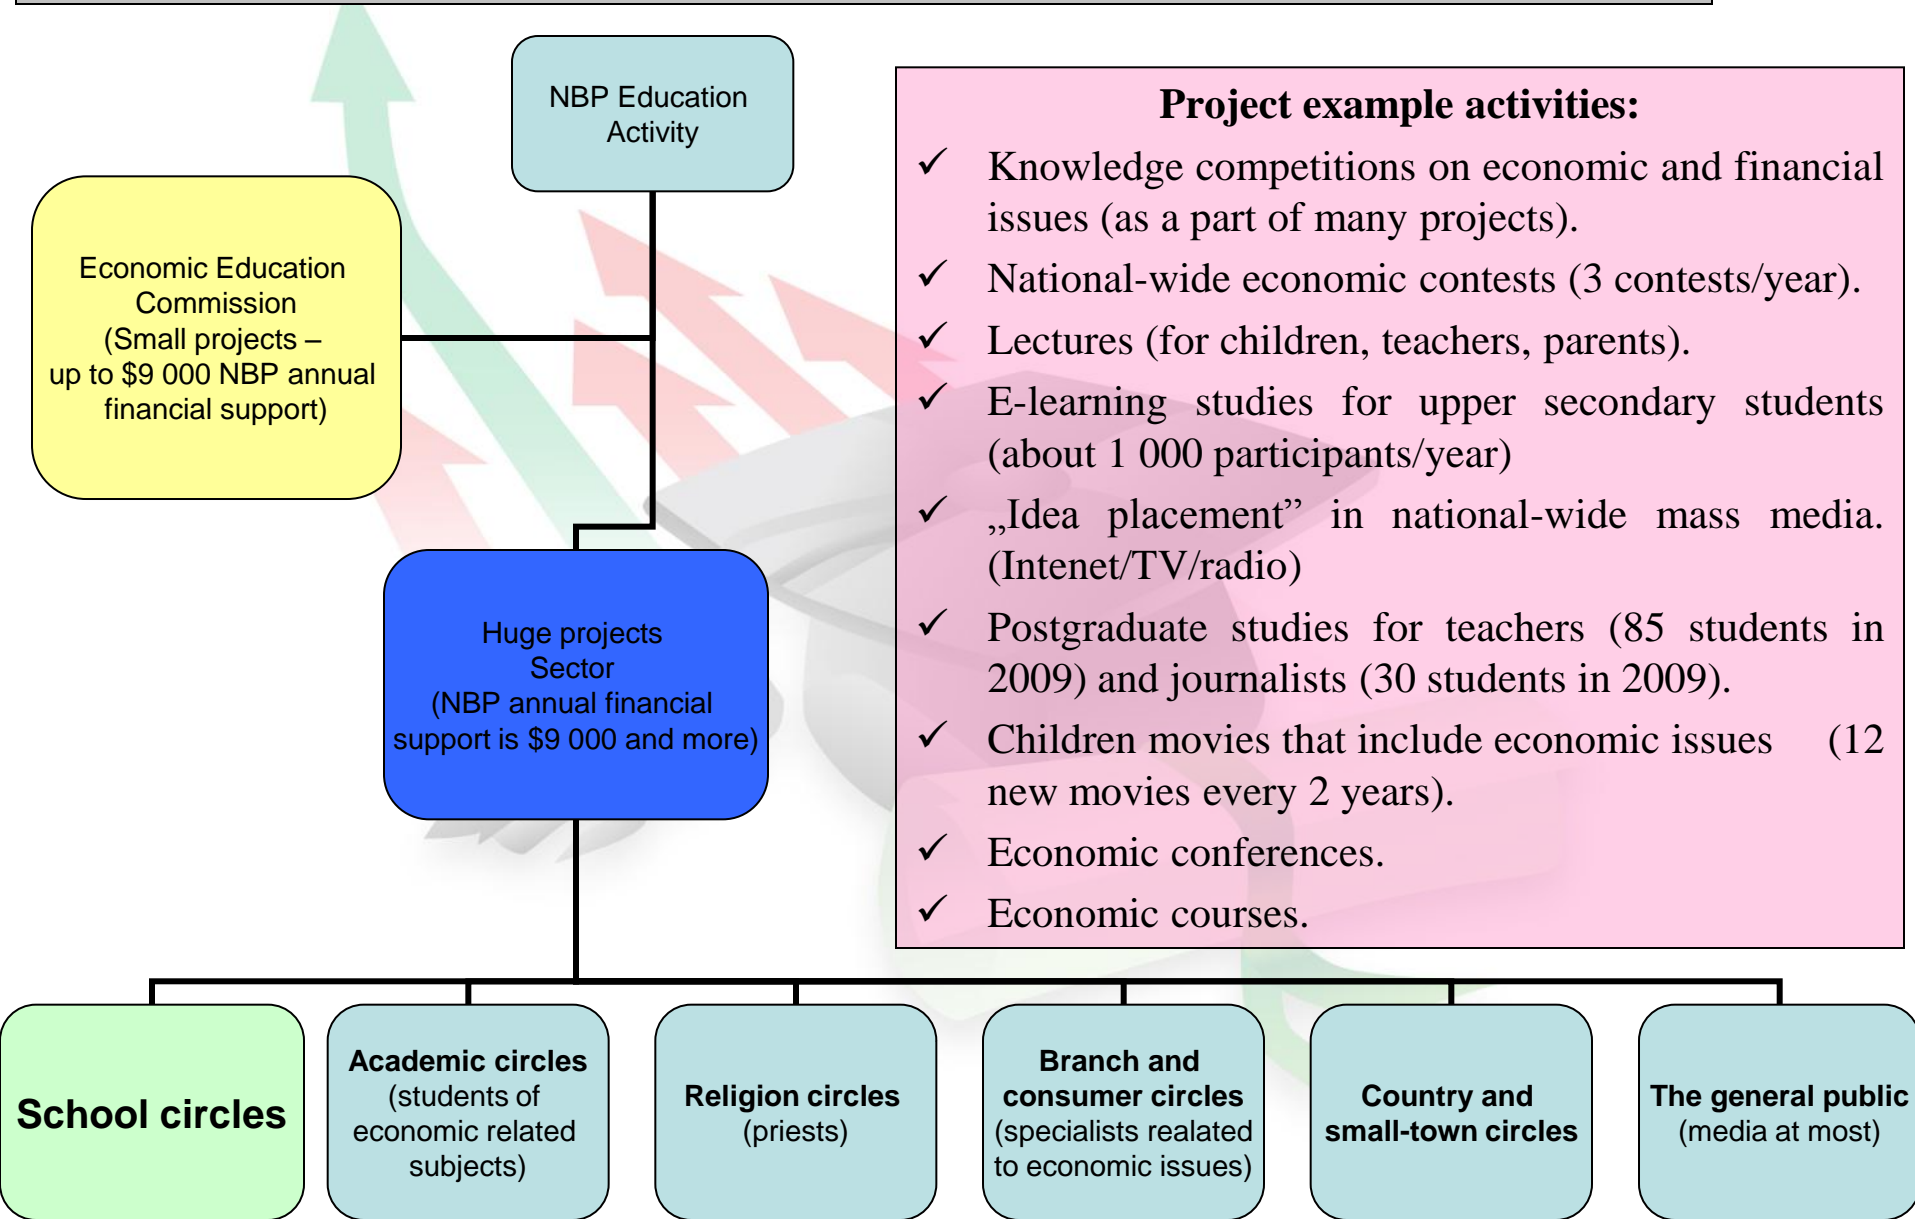 NBP Education
Activity
Economic Education
Commission
(Small projects –
up to $9 000 NBP annual
financial support)
Huge projects
Sector
(NBP annual financial
support is $9 000 and more)
Project example activities:
✓ Knowledge competitions on economic and financial
issues (as a part of many projects).
✓ National-wide economic contests (3 contests/year).
✓ Lectures (for children, teachers, parents).
✓ E-learning studies for upper secondary students
(about 1 000 participants/year)
✓ „Idea placement” in national-wide mass media.
(Intenet/TV/radio)
✓ Postgraduate studies for teachers (85 students in
2009) and journalists (30 students in 2009).
✓ Children movies that include economic issues (12
new movies every 2 years).
✓ Economic conferences.
✓ Economic courses.
School circles
Academic circles
(students of
economic related
subjects)
Religion circles
(priests)
Branch and
consumer circles
(specialists realated
to economic issues)
Country and
small-town circles
The general public
(media at most)